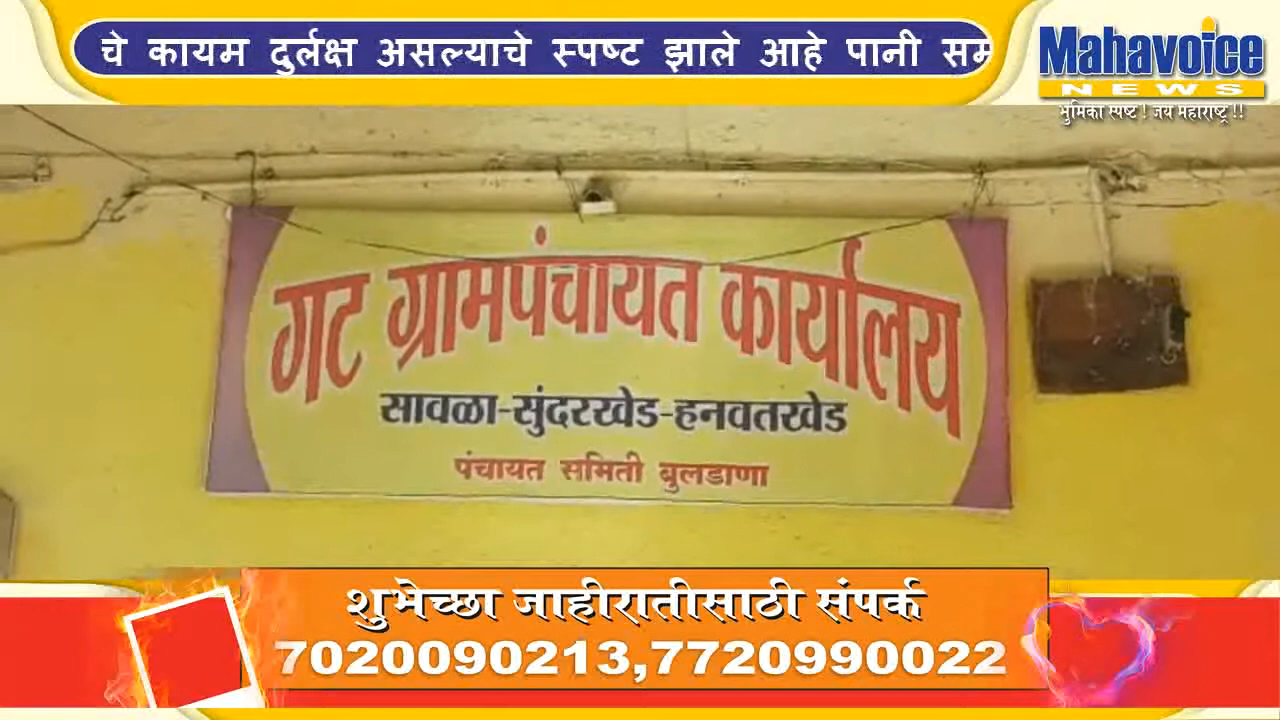 चे कायम दुर्लक्ष असल्याचे स्पष्ट झाले आहे पानी सम
Mahavoice
NEWS
भुमिका स्पष्ट ! जय महाराष्ट्र !!
गट ग्रामपंचायत कार्यालय
सावळा-सुंदरखेड-हनवतखेड
पंचायत समिती बुलडाणा
शुभेच्छा जाहीरातीसाठी संपर्क
7020090213,7720990022